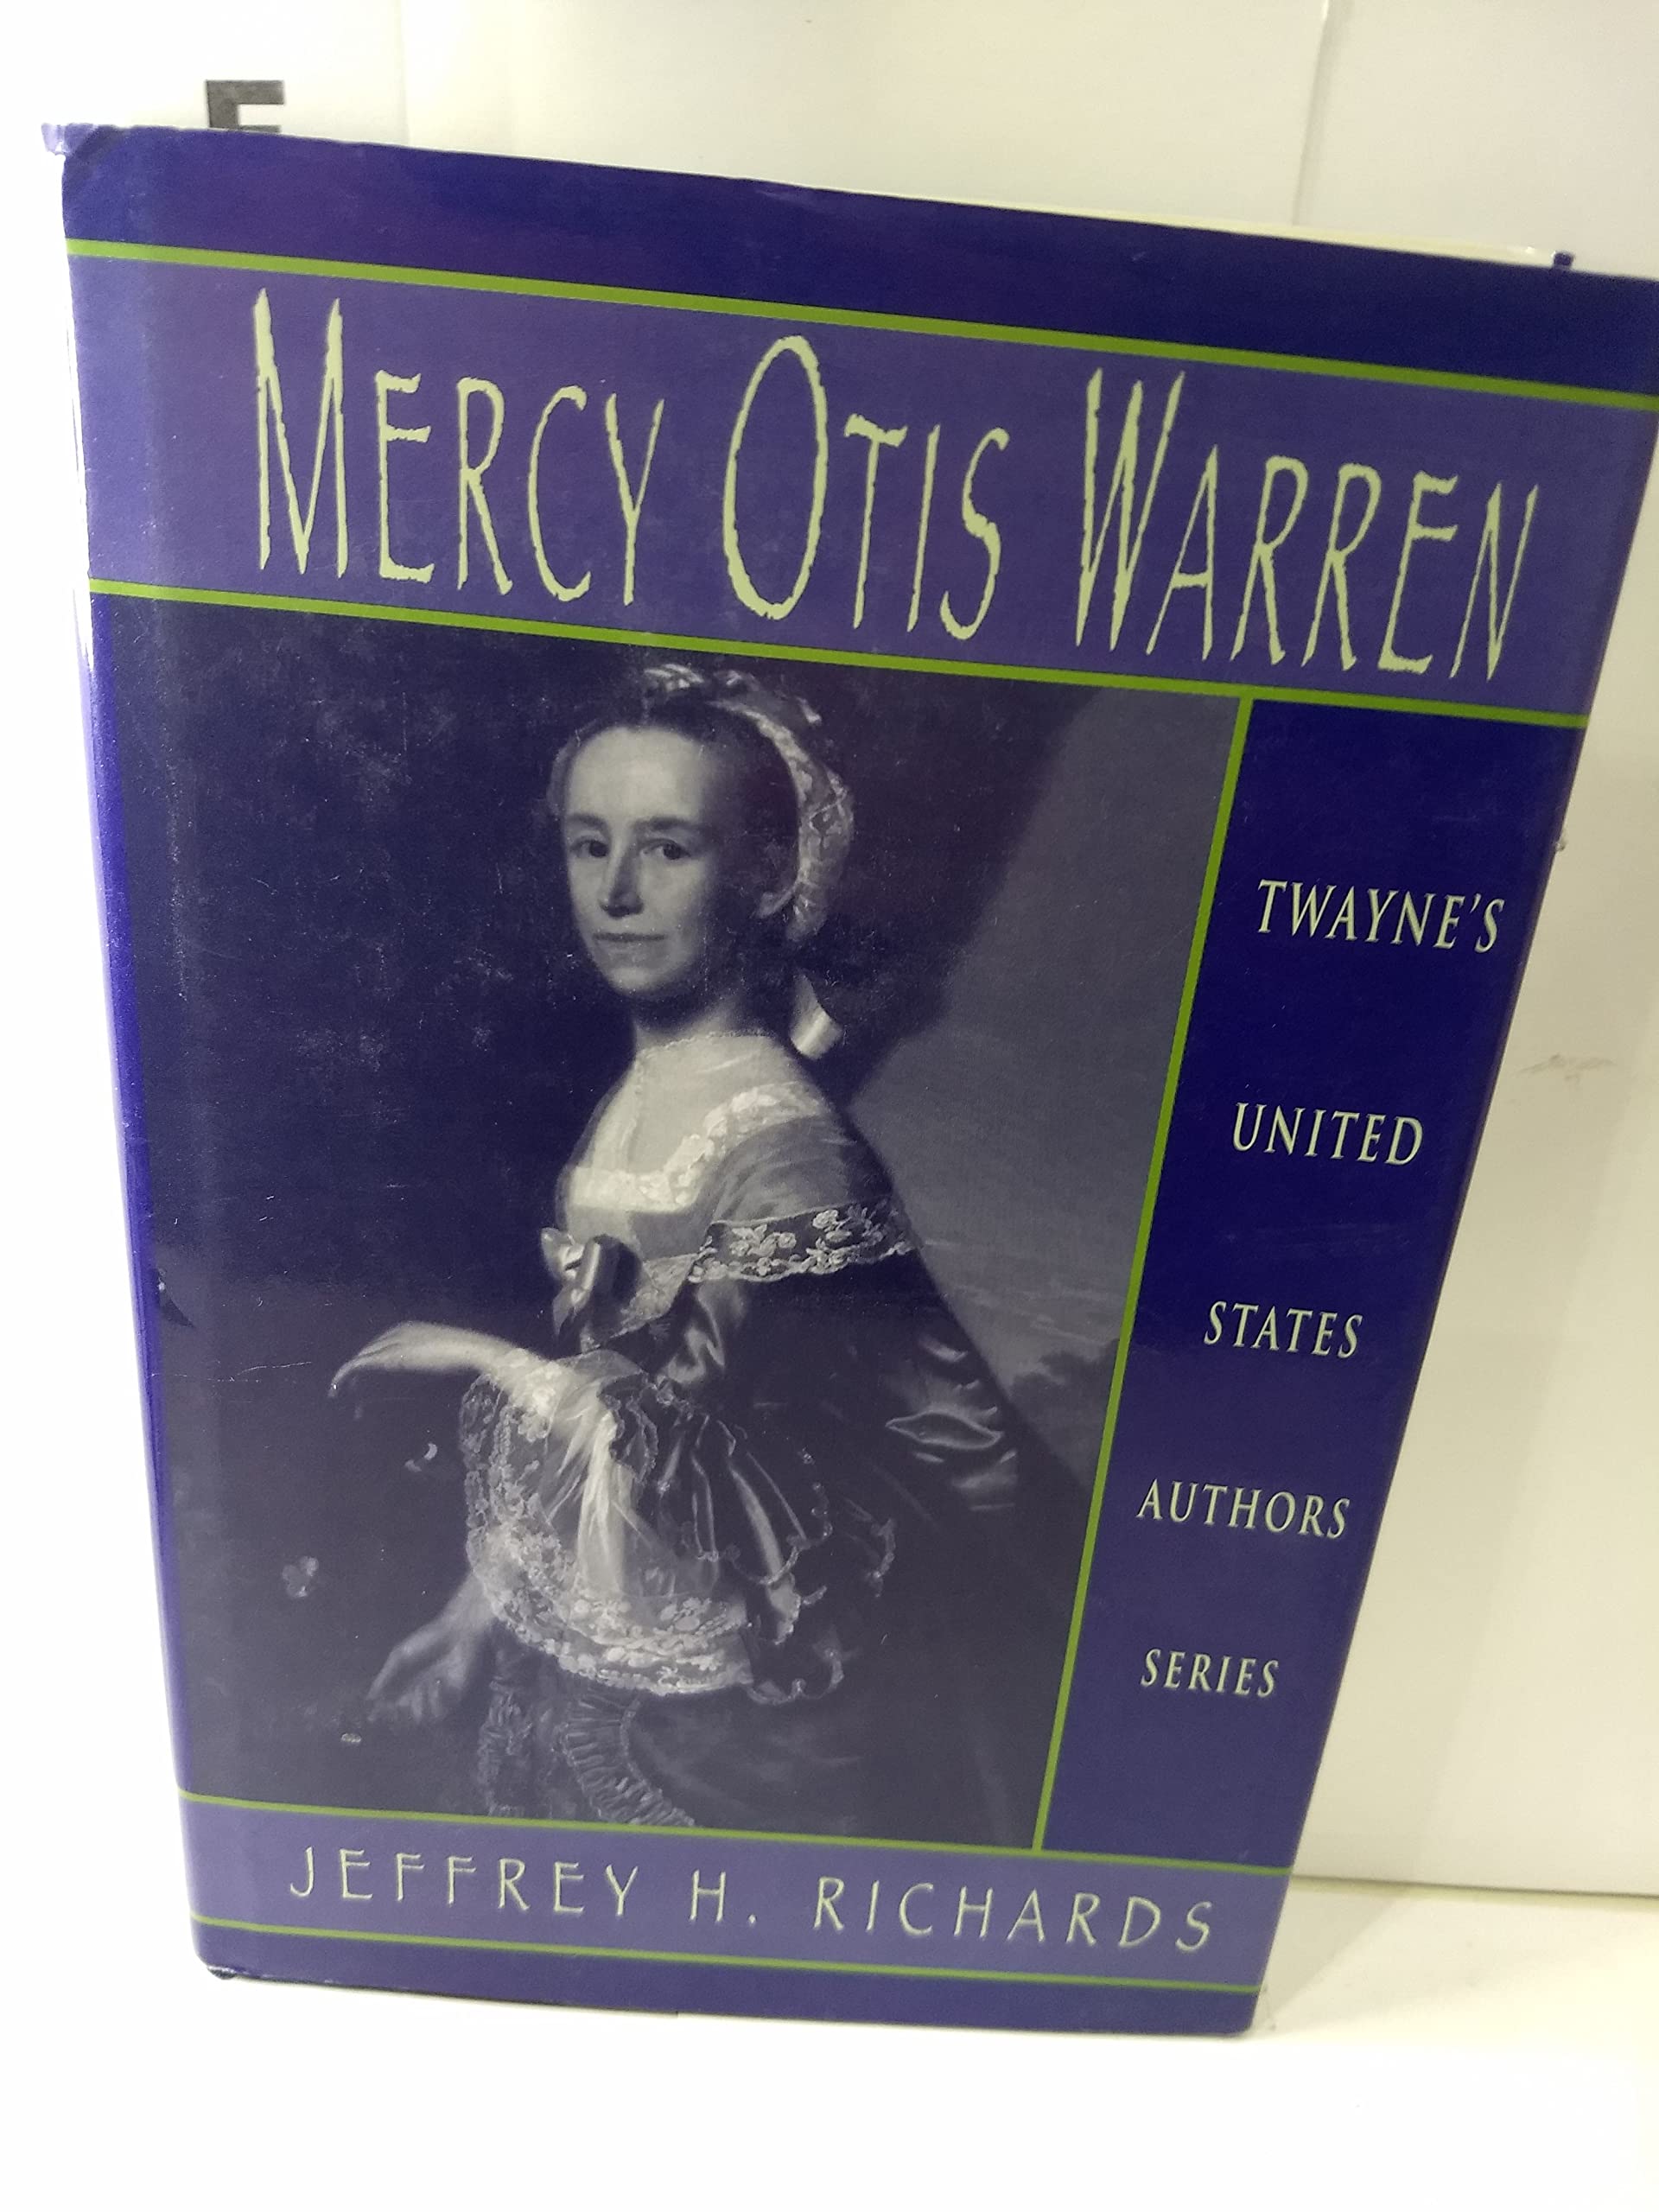 MERCY OTIS WARREN
TWAYNE'S
UNITED
STATES
AUTHORS
SERIES
JEFFREY H. RICHARDS